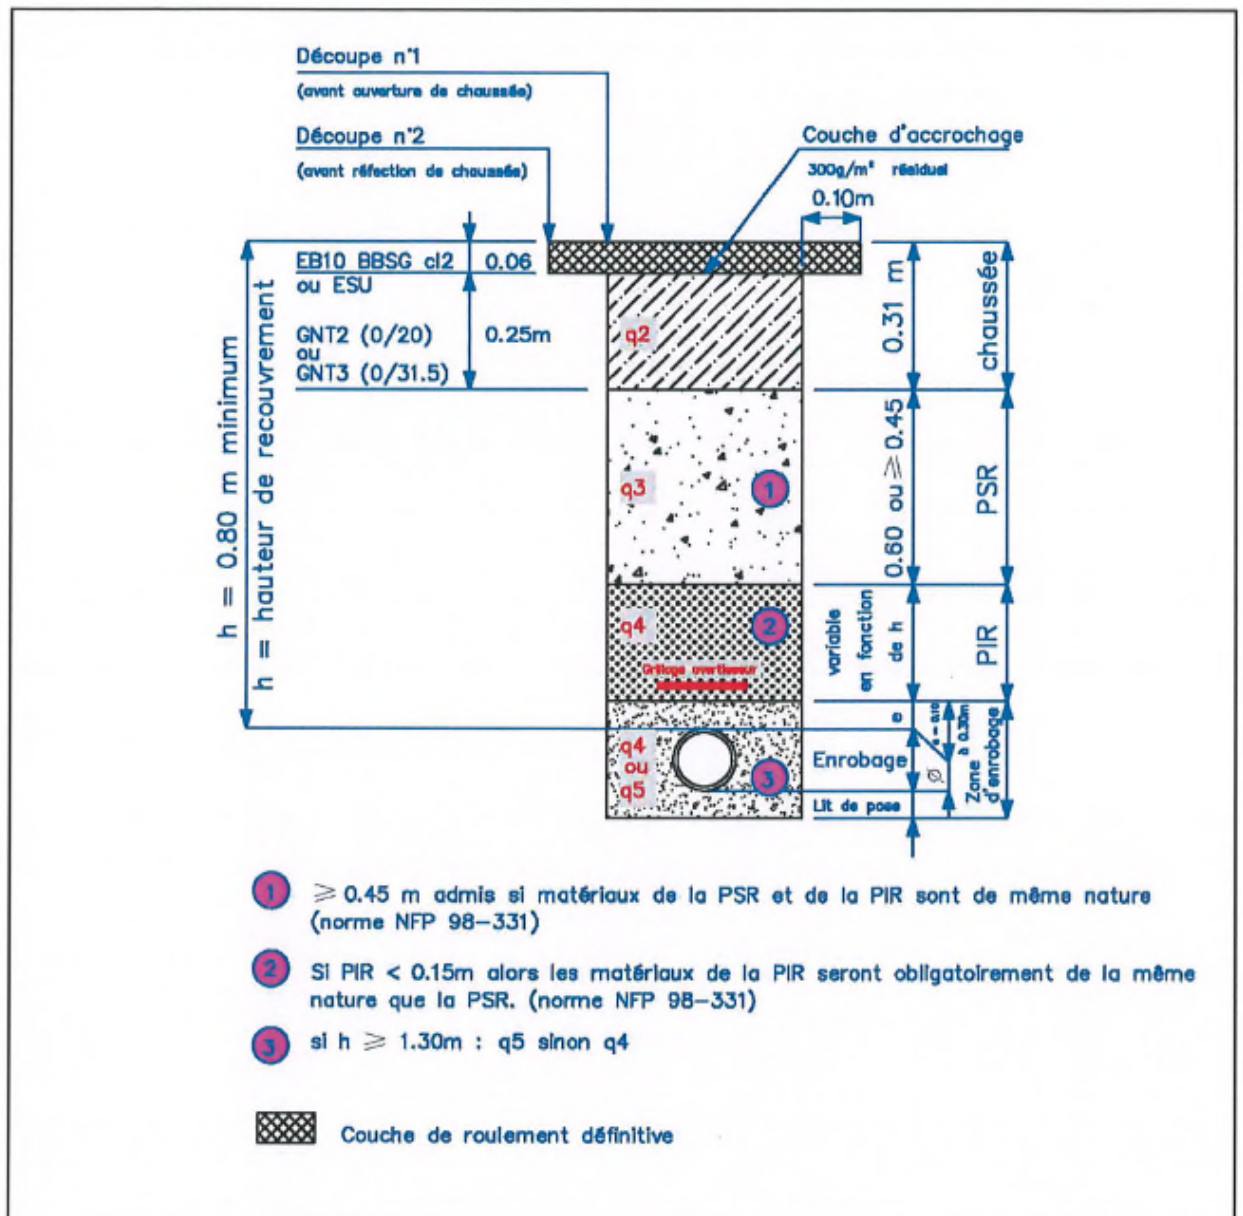 Découpe n°1
(avant ouverture de chaussée)
Découpe n°2
(avant réfection de chaussée)
Couche d'accrochage
300g/m² résiduel
0.10m
EB10 BBSG cl2
0.06
ou ESU
GNT2 (0/20)
ou
GNT3 (0/31.5)
0.25m
h = 0.80 m minimum
h = hauteur de recouvrement
q2
q3
1
q4
2
Grillage avertisseur
q4
ou
q5
3
0.31 m
chaussée
0.60 ou ≥ 0.45
PSR
variable
en fonction
de h
PIR
e
e = 0.10
à 0.30m
Enrobage
Ø
Lit de pose
Zone
d'enrobage
1 ≥ 0.45 m admis si matériaux de la PSR et de la PIR sont de même nature
(norme NFP 98-331)
2 Si PIR < 0.15m alors les matériaux de la PIR seront obligatoirement de la même
nature que la PSR. (norme NFP 98-331)
3 si h ≥ 1.30m : q5 sinon q4
Couche de roulement définitive